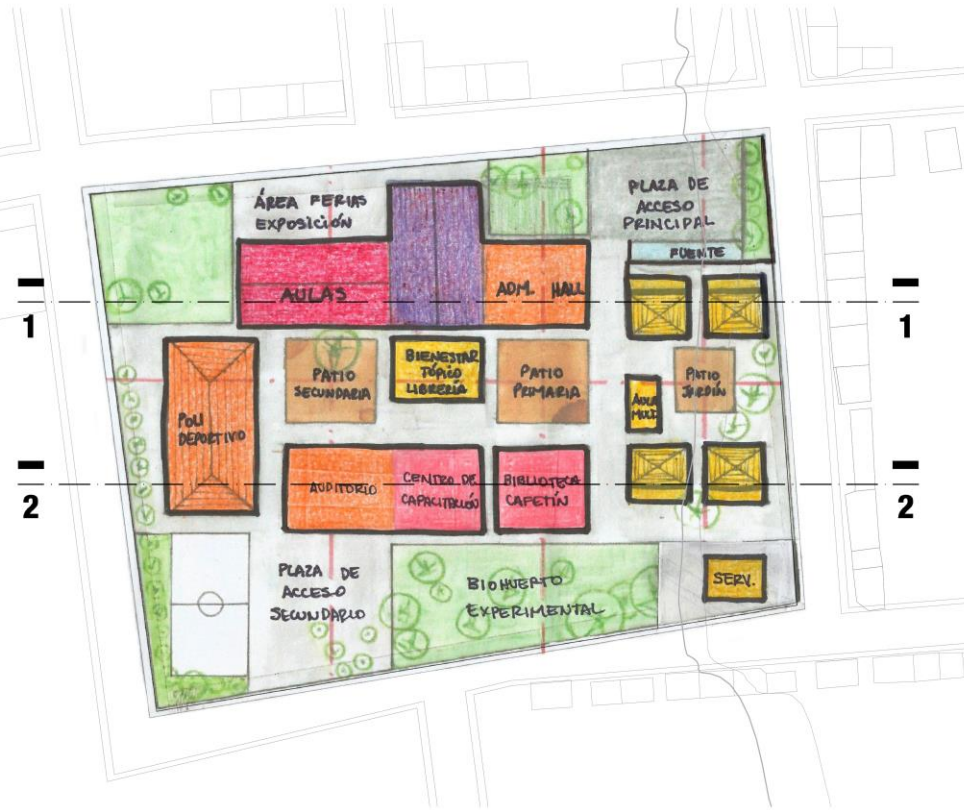 ÁREA FERIAS
EXPOSICIÓN
PLAZA DE
ACCESO
PRINCIPAL
FUENTE
AULAS
ADM. HALL
1
1
BIENESTAR
TÓPICO
LIBRERÍA
PATIO
SECUNDARIA
PATIO
PRIMARIA
PATIO
JARDÍN
AULA
MULT
POLI
DEPORTIVO
2
2
AUDITORIO
CENTRO DE
CAPACITACIÓN
BIBLIOTECA
CAFETÍN
PLAZA DE
ACCESO
SECUNDARIO
BIOHUERTO
EXPERIMENTAL
SERV.